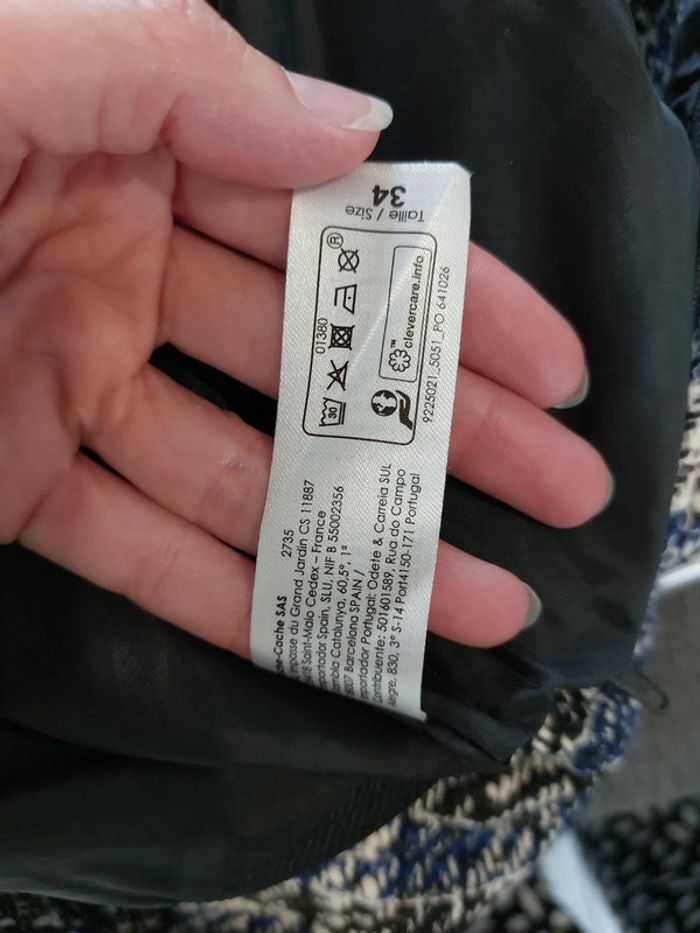 Taille / Size
34
01380
R
30
TM
clevercare.info
9225021_5051_PO 641026
2735
-Cache SAS
du Grand Jardin CS 11887
Saint-Malo Cedex – France
Spain, SLU, NIF B 55002356
Catalunya, 60,5º, 1ª
Barcelona SPAIN /
Portugal: Odete & Correia SUL
501601589, Rua do Campo
830, 3º S-14 Port4150-171 Portugal